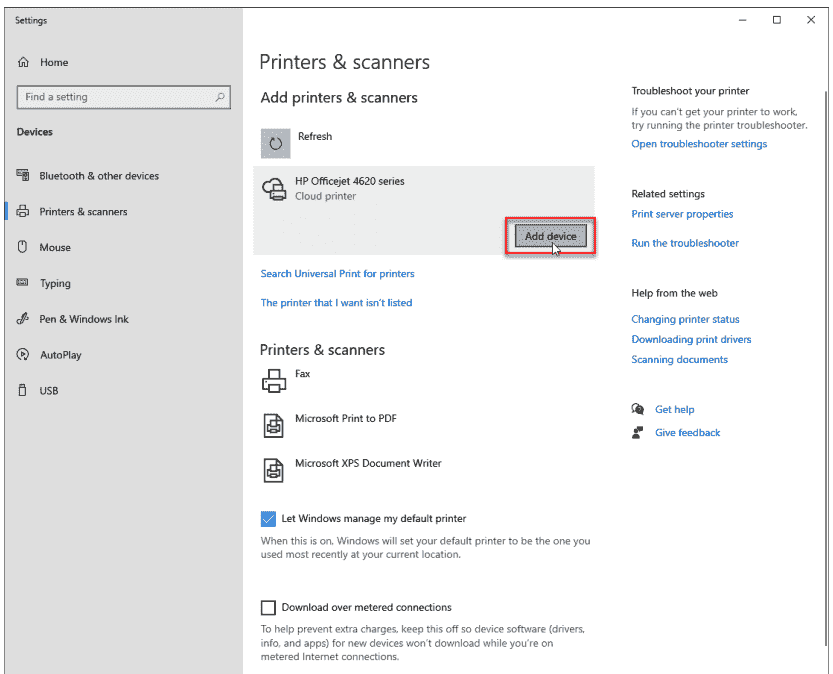 Settings
Home
Find a setting
Devices
Bluetooth & other devices
Printers & scanners
Mouse
Typing
Pen & Windows Ink
AutoPlay
USB
Printers & scanners
Add printers & scanners
Refresh
HP Officejet 4620 series
Cloud printer
Add device
Search Universal Print for printers
The printer that I want isn't listed
Printers & scanners
Fax
Microsoft Print to PDF
Microsoft XPS Document Writer
Let Windows manage my default printer
When this is on, Windows will set your default printer to be the one you
used most recently at your current location.
Download over metered connections
To help prevent extra charges, keep this off so device software (drivers,
info, and apps) for new devices won't download while you're on
metered Internet connections.
Troubleshoot your printer
If you can't get your printer to work,
try running the printer troubleshooter.
Open troubleshooter settings
Related settings
Print server properties
Run the troubleshooter
Help from the web
Changing printer status
Downloading print drivers
Scanning documents
Get help
Give feedback